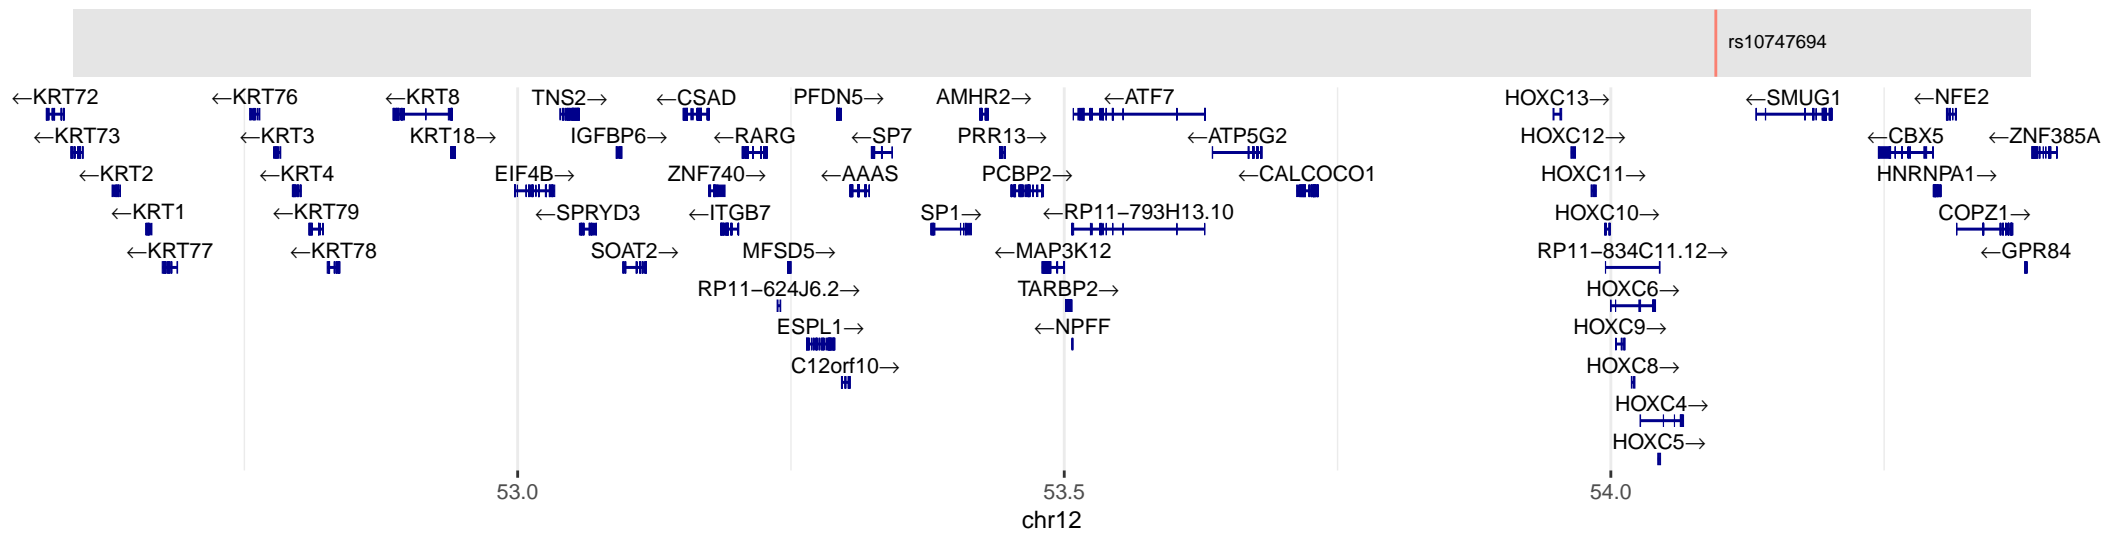 rs10747694
←KRT72 ←KRT76 ←KRT8 TNS2→ ←CSAD PFDN5→ AMHR2→ ←ATF7 HOXC13→ ←SMUG1 ←NFE2
←KRT73 ←KRT3 KRT18→ IGFBP6→ ←RARG ←SP7 PRR13→ ←ATP5G2 HOXC12→ ←CBX5 ←ZNF385A
←KRT2 ←KRT4 EIF4B→ ZNF740→ ←AAAS PCBP2→ ←CALCOCO1 HOXC11→ HNRNPA1→
←KRT1 ←KRT79 ←SPRYD3 ←ITGB7 SP1→ ←RP11−793H13.10 HOXC10→ COPZ1→
←KRT77 ←KRT78 SOAT2→ MFSD5→ ←MAP3K12 RP11−834C11.12→ ←GPR84
RP11−624J6.2→ TARBP2→ HOXC6→
ESPL1→ ←NPFF HOXC9→
C12orf10→ HOXC8→
HOXC4→
HOXC5→
53.0 53.5 54.0
chr12